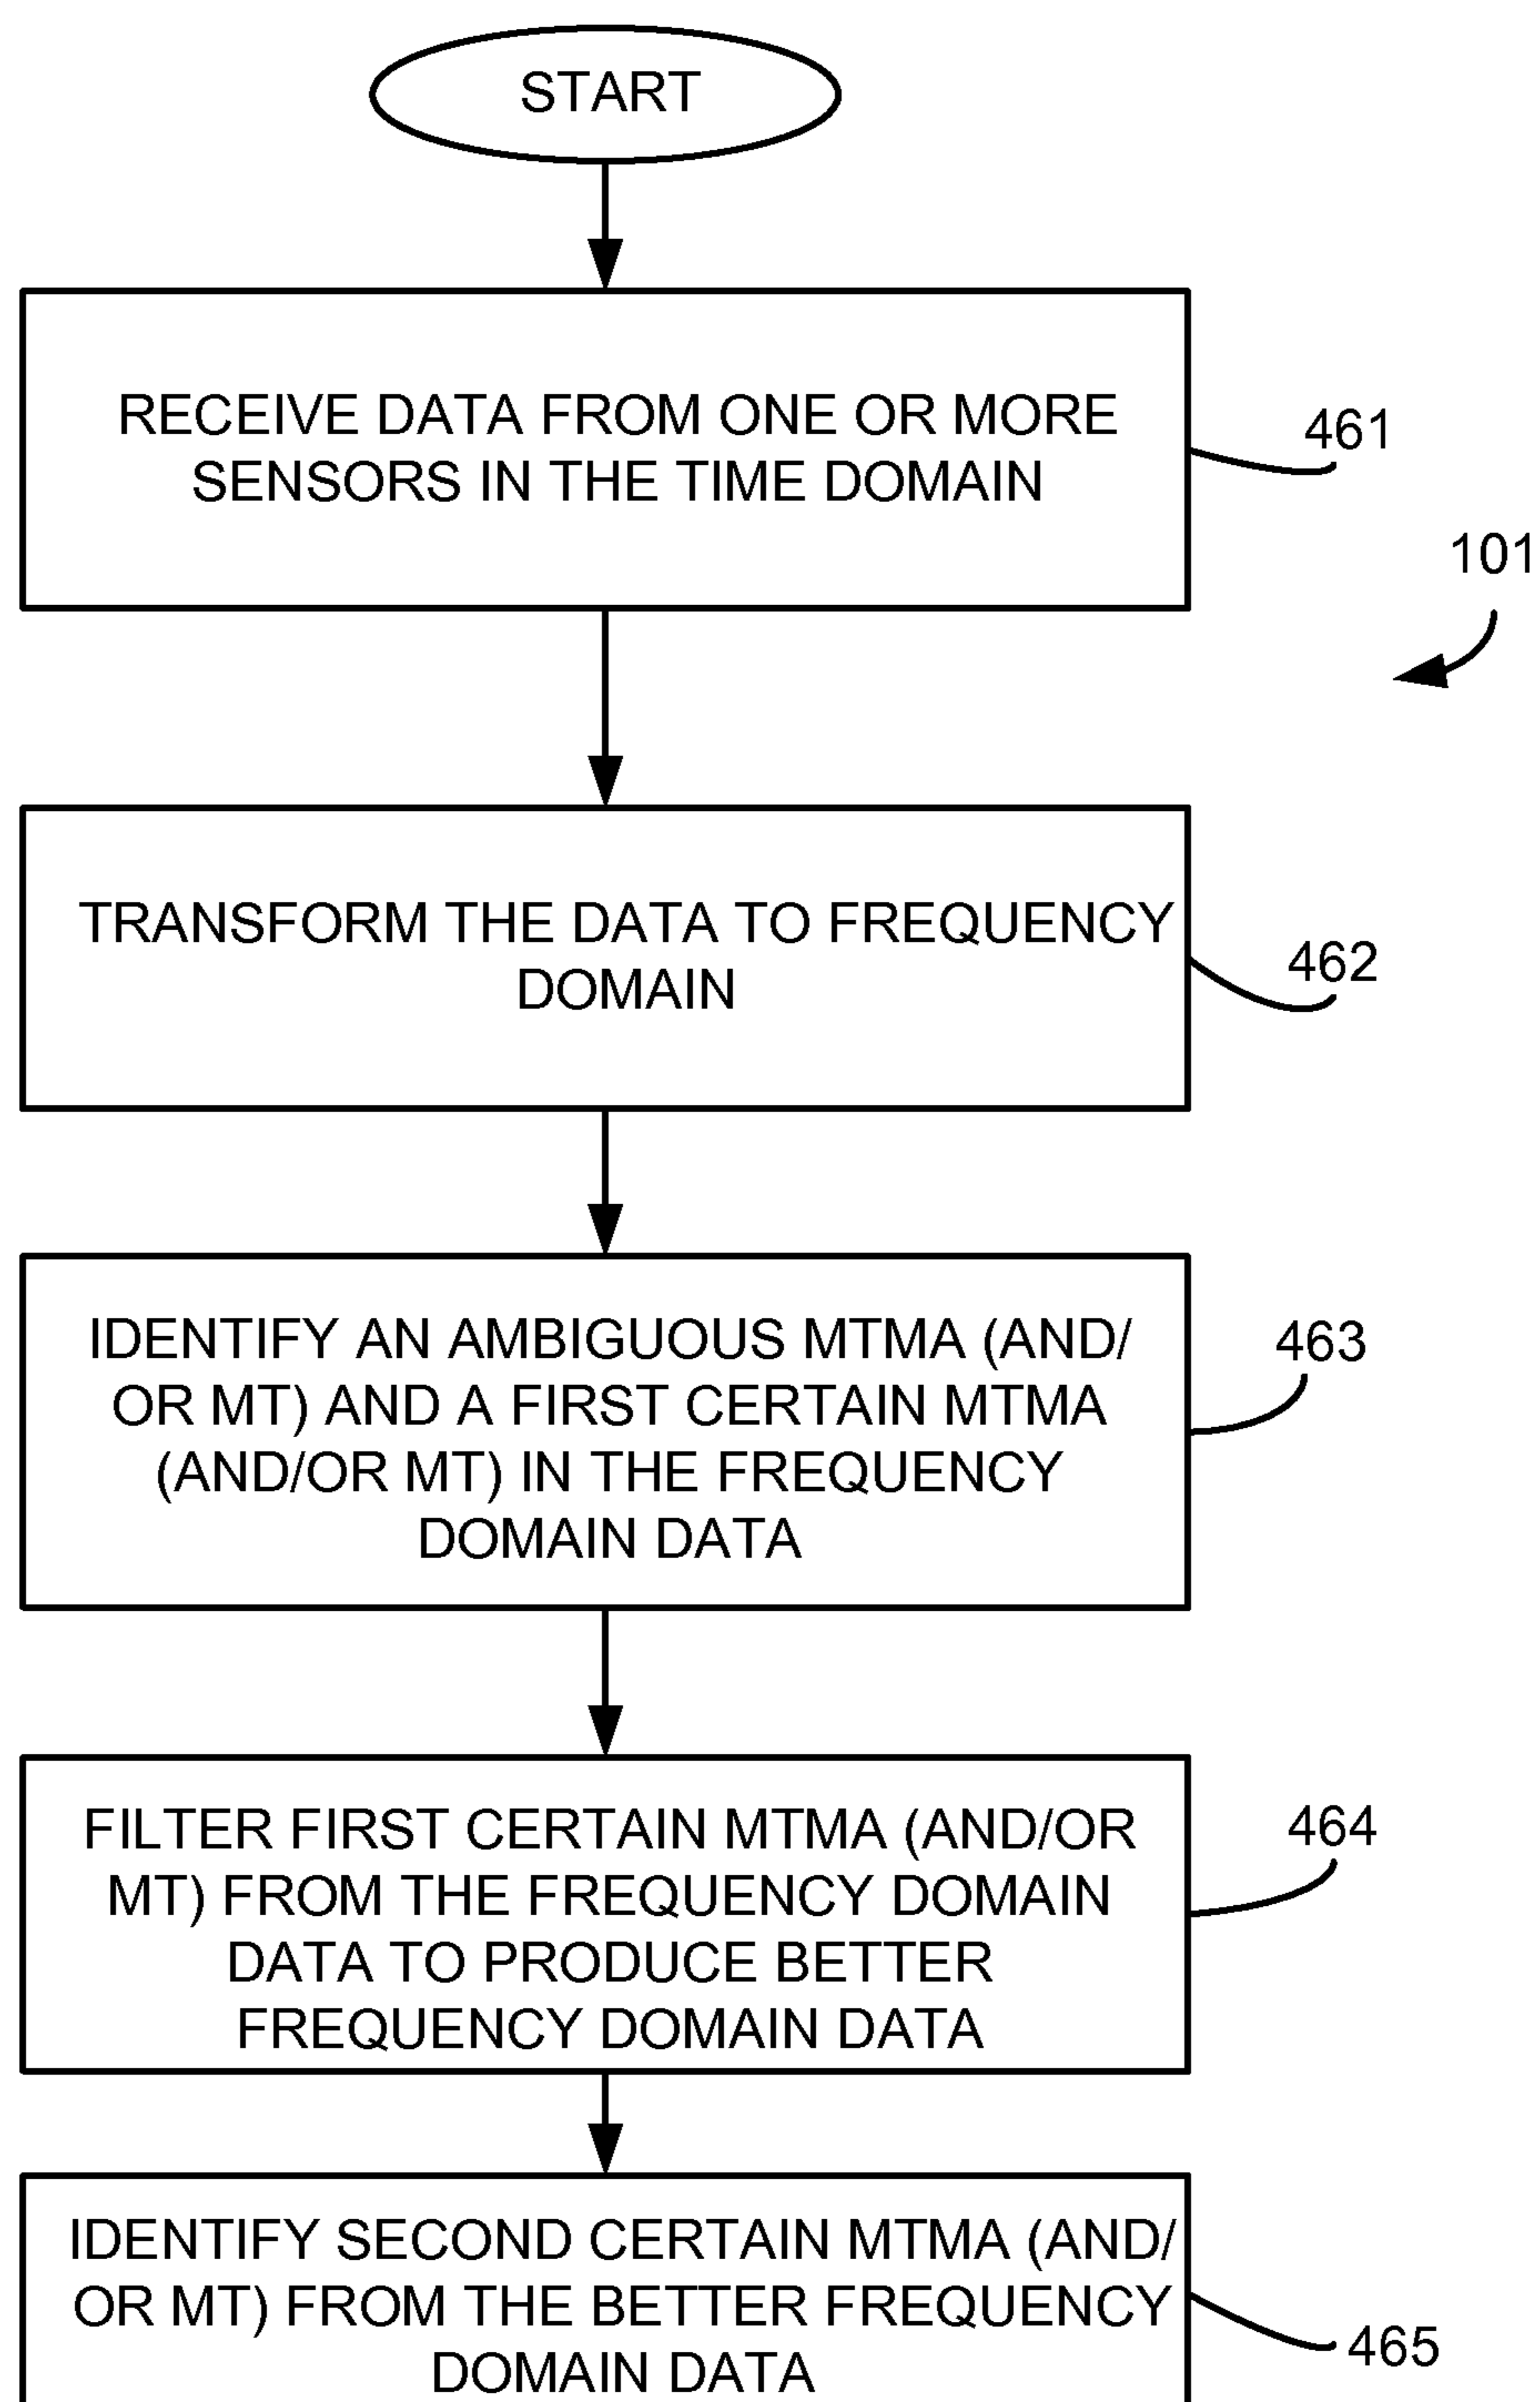 START
RECEIVE DATA FROM ONE OR MORE
SENSORS IN THE TIME DOMAIN
461
101
TRANSFORM THE DATA TO FREQUENCY
DOMAIN
462
IDENTIFY AN AMBIGUOUS MTMA (AND/
OR MT) AND A FIRST CERTAIN MTMA
(AND/OR MT) IN THE FREQUENCY
DOMAIN DATA
463
FILTER FIRST CERTAIN MTMA (AND/OR
MT) FROM THE FREQUENCY DOMAIN
DATA TO PRODUCE BETTER
FREQUENCY DOMAIN DATA
464
IDENTIFY SECOND CERTAIN MTMA (AND/
OR MT) FROM THE BETTER FREQUENCY
DOMAIN DATA
465